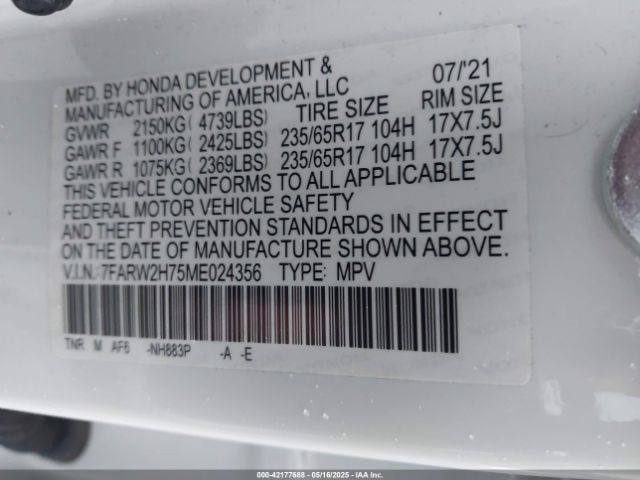 MFD. BY HONDA DEVELOPMENT & 07/'21
MANUFACTURING OF AMERICA, LLC
GVWR 2150KG( 4739LBS) TIRE SIZE RIM SIZE
GAWR F 1100KG( 2425LBS) 235/65R17 104H 17X7.5J
GAWR R 1075KG( 2369LBS) 235/65R17 104H 17X7.5J
THIS VEHICLE CONFORMS TO ALL APPLICABLE
FEDERAL MOTOR VEHICLE SAFETY
AND THEFT PREVENTION STANDARDS IN EFFECT
ON THE DATE OF MANUFACTURE SHOWN ABOVE.
V.I.N.:7FARW2H75ME024356 TYPE: MPV
TNR M AF6 -NH883P -A -E
000-42177688 - 05/16/2025 - IAA Inc.